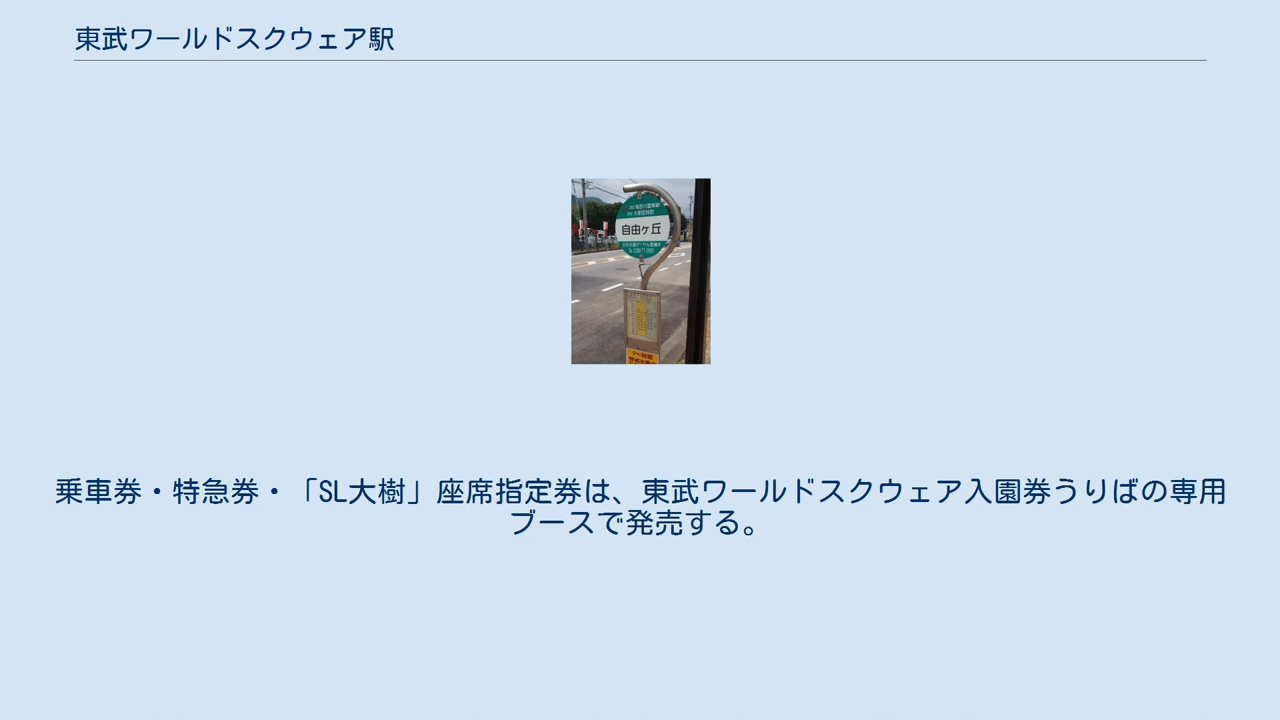 東武ワールドスクウェア駅
自由ヶ丘
乗車券・特急券・「SL大樹」座席指定券は、東武ワールドスクウェア入園券うりばの専用
ブースで発売する。